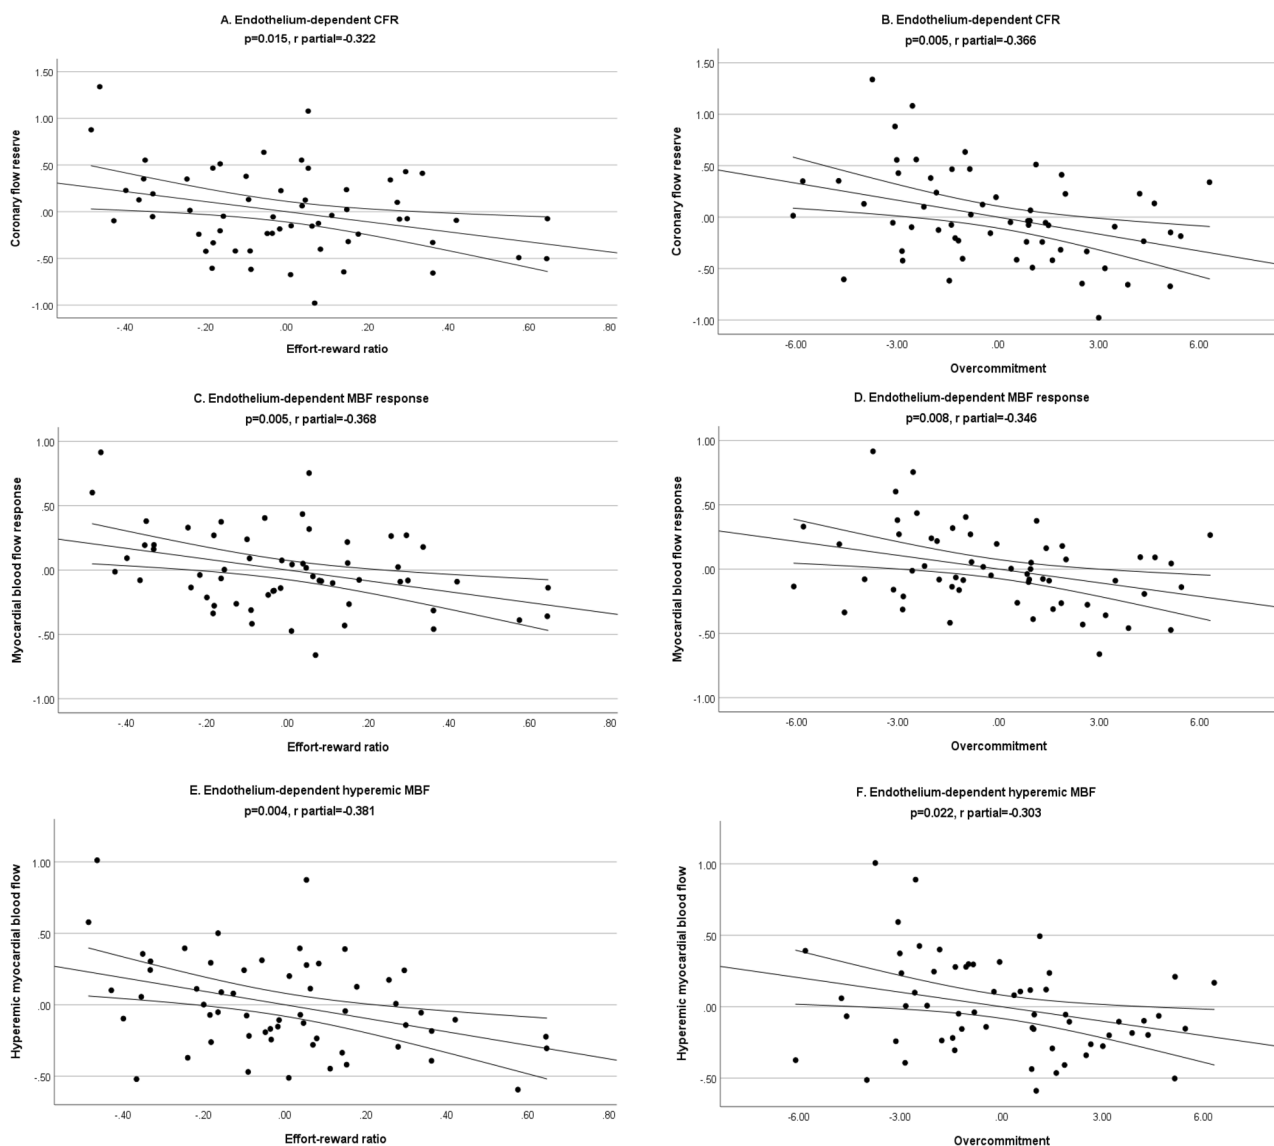 A. Endothelium-dependent CFR
p=0.015, r partial=-0.322
Coronary flow reserve
1.50
1.00
.50
.00
-.50
-1.00
-.40
-.20
.00
.20
.40
.60
.80
Effort-reward ratio
B. Endothelium-dependent CFR
p=0.005, r partial=-0.366
Coronary flow reserve
1.50
1.00
.50
.00
-.50
-1.00
-6.00
-3.00
.00
3.00
6.00
Overcommitment
C. Endothelium-dependent MBF response
p=0.005, r partial=-0.368
Myocardial blood flow response
1.00
.50
.00
-.50
-1.00
-.40
-.20
.00
.20
.40
.60
.80
Effort-reward ratio
D. Endothelium-dependent MBF response
p=0.008, r partial=-0.346
Myocardial blood flow response
1.00
.50
.00
-.50
-1.00
-6.00
-3.00
.00
3.00
6.00
Overcommitment
E. Endothelium-dependent hyperemic MBF
p=0.004, r partial=-0.381
Hyperemic myocardial blood flow
1.00
.50
.00
-.50
-.40
-.20
.00
.20
.40
.60
.80
Effort-reward ratio
F. Endothelium-dependent hyperemic MBF
p=0.022, r partial=-0.303
Hyperemic myocardial blood flow
1.00
.50
.00
-.50
-6.00
-3.00
.00
3.00
6.00
Overcommitment